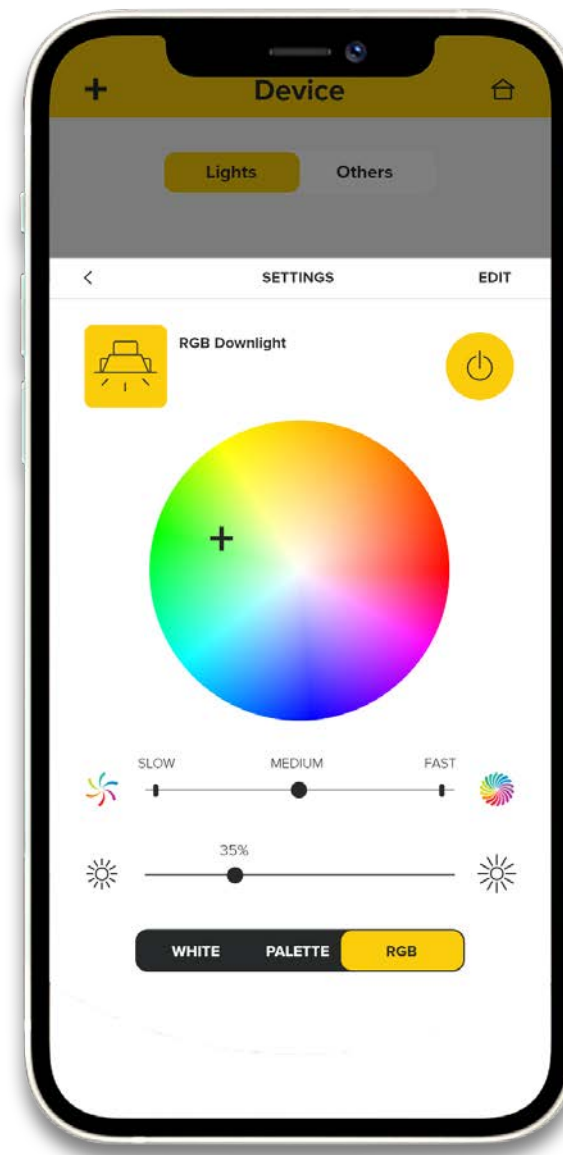 Device
Lights Others
SETTINGS EDIT
RGB Downlight
SLOW MEDIUM FAST
35%
WHITE PALETTE RGB